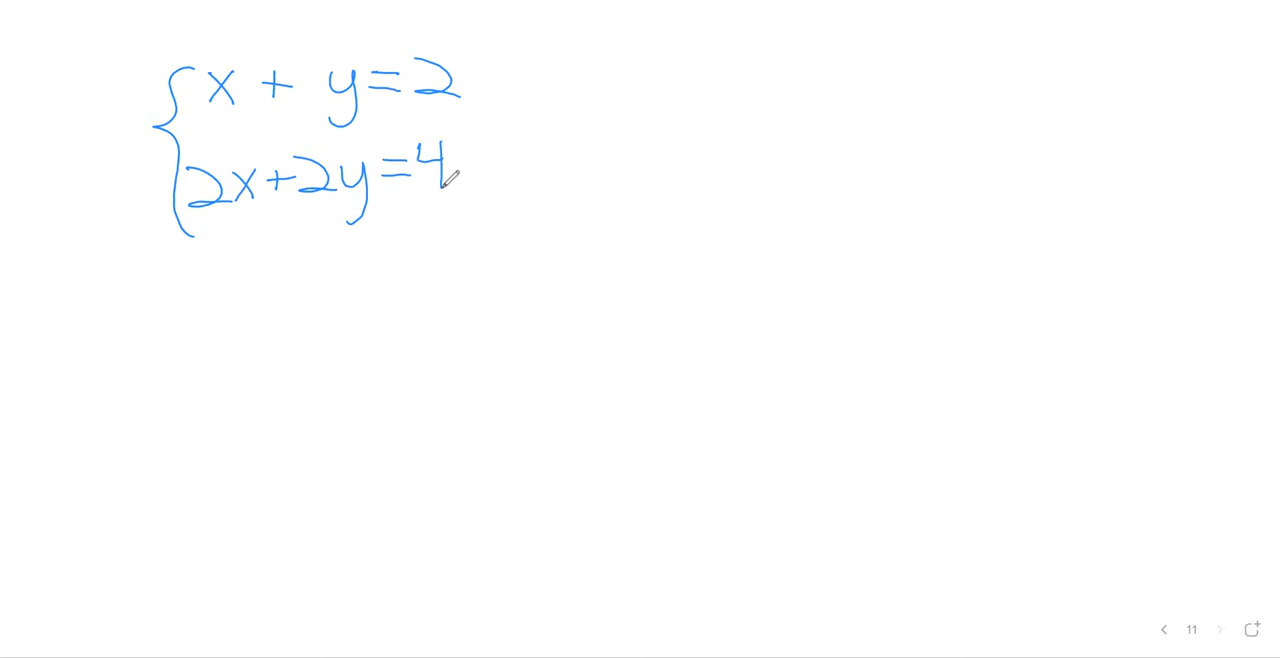 x + y = 2
2x + 2y = 4
11